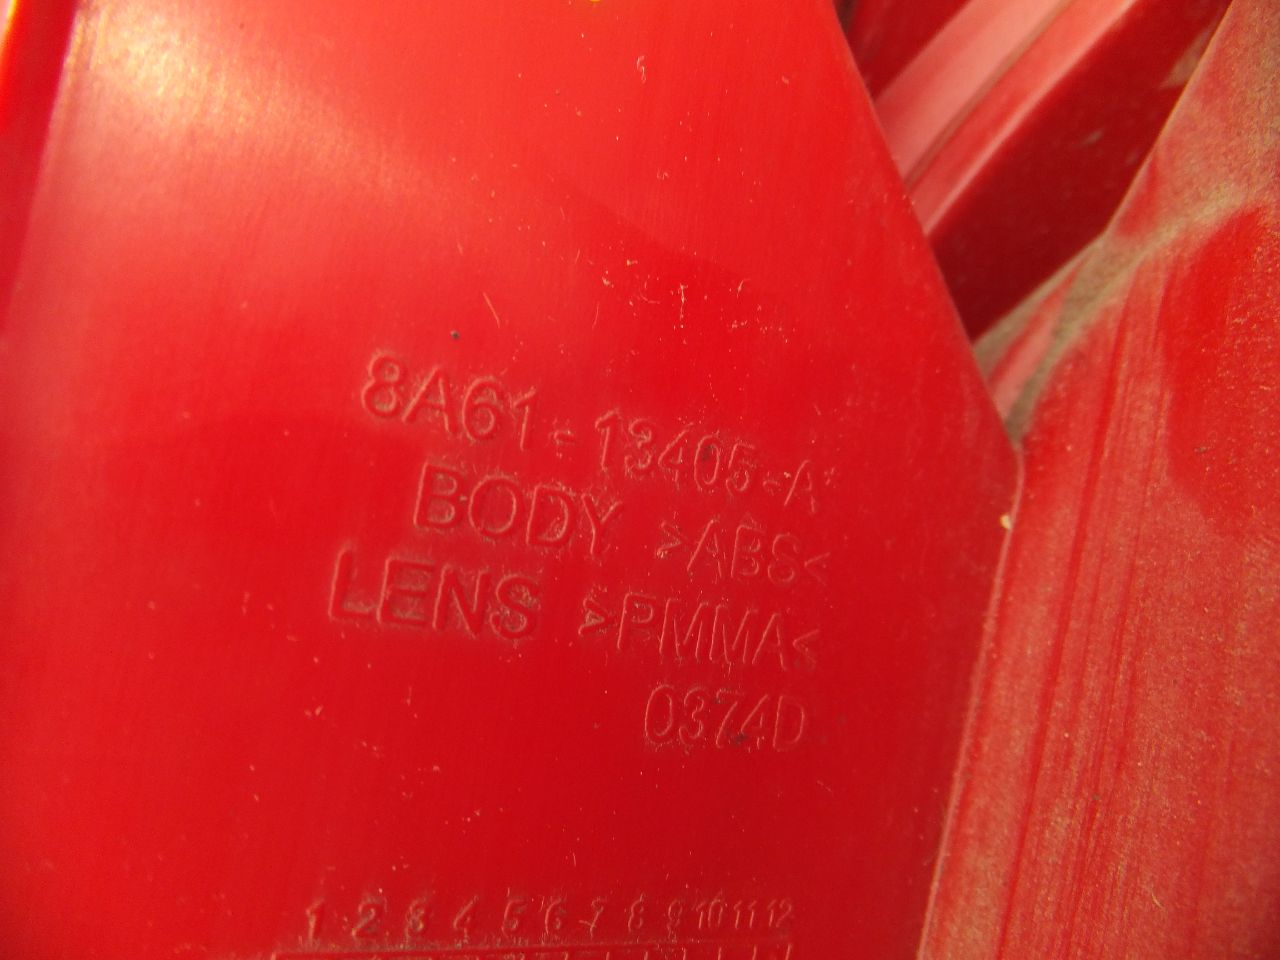 8A61-13405-A*
BODY >ABS<
LENS >PMMA<
0374D
1 2 3 4 5 6 7 8 9 10 11 12